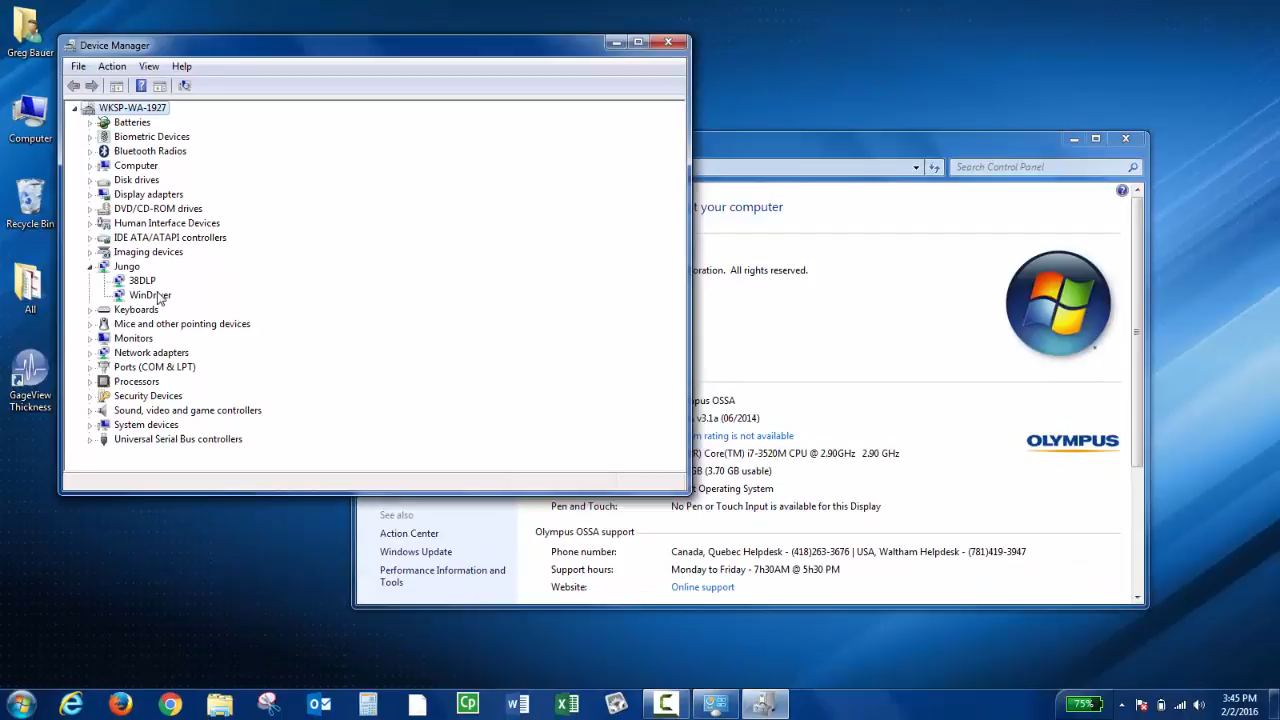 Greg Bauer
Computer
Recycle Bin
All
GageView
Thickness
Device Manager
File Action View Help
WKSP-WA-1927
Batteries
Biometric Devices
Bluetooth Radios
Computer
Disk drives
Display adapters
DVD/CD-ROM drives
Human Interface Devices
IDE ATA/ATAPI controllers
Imaging devices
Jungo
38DLP
WinDriver
Keyboards
Mice and other pointing devices
Monitors
Network adapters
Ports (COM & LPT)
Processors
Security Devices
Sound, video and game controllers
System devices
Universal Serial Bus controllers
Search Control Panel
t your computer
oration. All rights reserved.
OSSA
v3.1a (06/2014)
rating is not available
Core(TM) i7-3520M CPU @ 2.90GHz 2.90 GHz
GB (3.70 GB usable)
Operating System
Pen and Touch: No Pen or Touch Input is available for this Display
OLYMPUS
See also
Action Center
Windows Update
Performance Information and
Tools
Olympus OSSA support
Phone number: Canada, Quebec Helpdesk - (418)263-3676 | USA, Waltham Helpdesk - (781)419-3947
Support hours: Monday to Friday - 7h30AM @ 5h30 PM
Website: Online support
Cp
75%
3:45 PM
2/2/2016